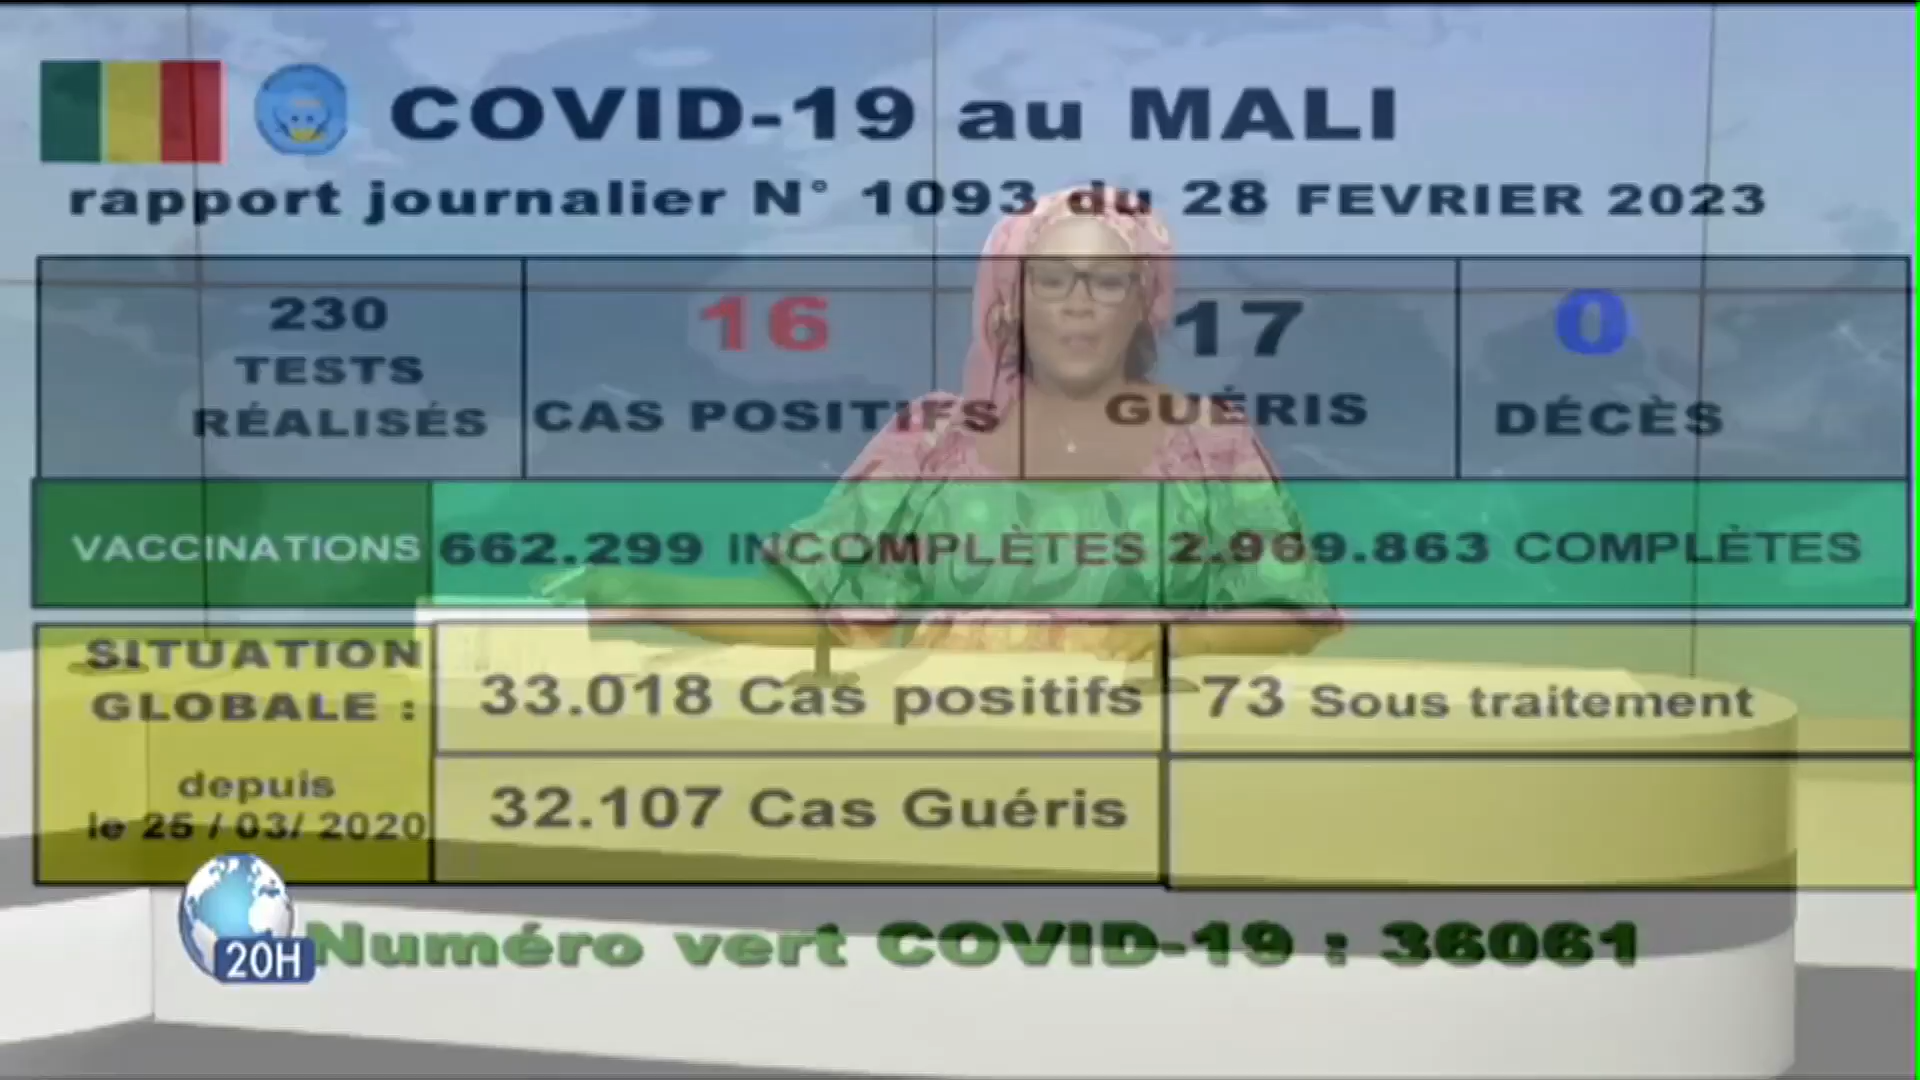 COVID-19 au MALI
rapport journalier N° 1093 du 28 FEVRIER 2023
230
TESTS
RÉALISÉS
16
CAS POSITIFS
17
GUÉRIS
0
DÉCÈS
VACCINATIONS
662.299 INCOMPLÈTES
2.969.863 COMPLÈTES
SITUATION
GLOBALE :
depuis
le 25 / 03/ 2020
33.018 Cas positifs
73 Sous traitement
32.107 Cas Guéris
20H
Numéro vert COVID-19 : 36061